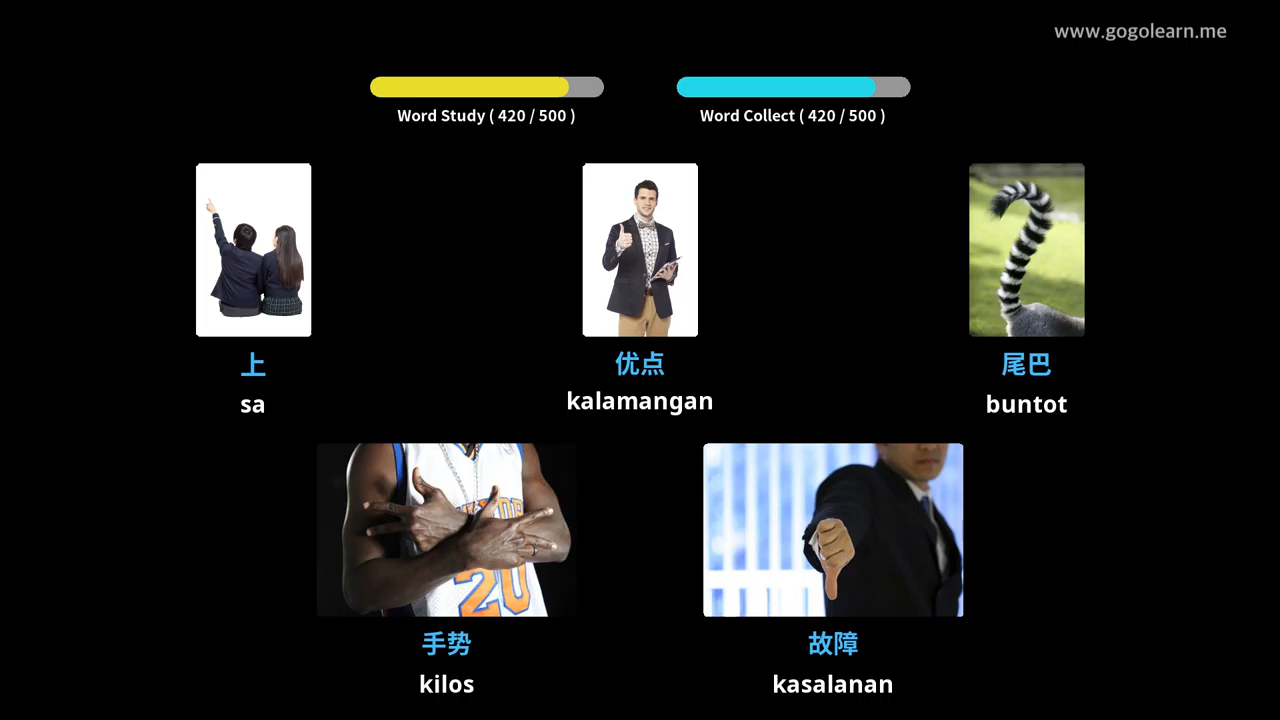 www.gogolearn.me
Word Study ( 420 / 500 )
Word Collect ( 420 / 500 )
上
sa
优点
kalamangan
尾巴
buntot
20
手势
kilos
故障
kasalanan